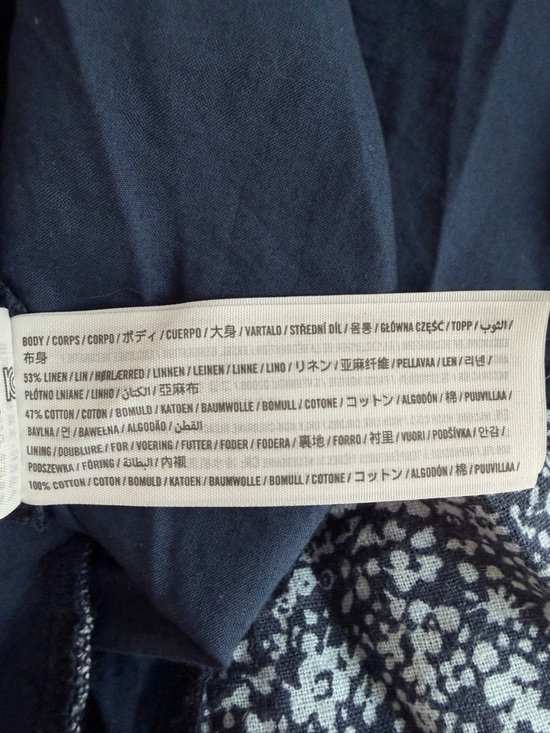 BODY / CORPS / CORPO / ボディ / CUERPO / 大身 / VARTALO / STŘEDNÍ DÍL / 몸통 / GŁÓWNA CZĘŚĆ / TOPP / الثوب /
布身
53% LINEN / LIN / HØRLÆRRED / LINNEN / LEINEN / LINNE / LINO / リネン / 亚麻纤维 / PELLAVAA / LEN / 리넨 /
PŁÓTNO LNIANE / LINHO / الكتان / 亞麻布
47% COTTON / COTON / BOMULD / KATOEN / BAUMWOLLE / BOMULL / COTONE / コットン / ALGODÓN / 棉 / PUUVILLAA /
BAVLNA / 면 / BAWEŁNA / ALGODÃO / القطن
LINING / DOUBLURE / FOR / VOERING / FUTTER / FODER / FODERA / 裏地 / FORRO / 衬里 / VUORI / PODŠÍVKA / 안감 /
PODSZEWKA / FÖRING / البطانة / 內襯
100% COTTON / COTON / BOMULD / KATOEN / BAUMWOLLE / BOMULL / COTONE / コットン / ALGODÓN / 棉 / PUUVILLAA /